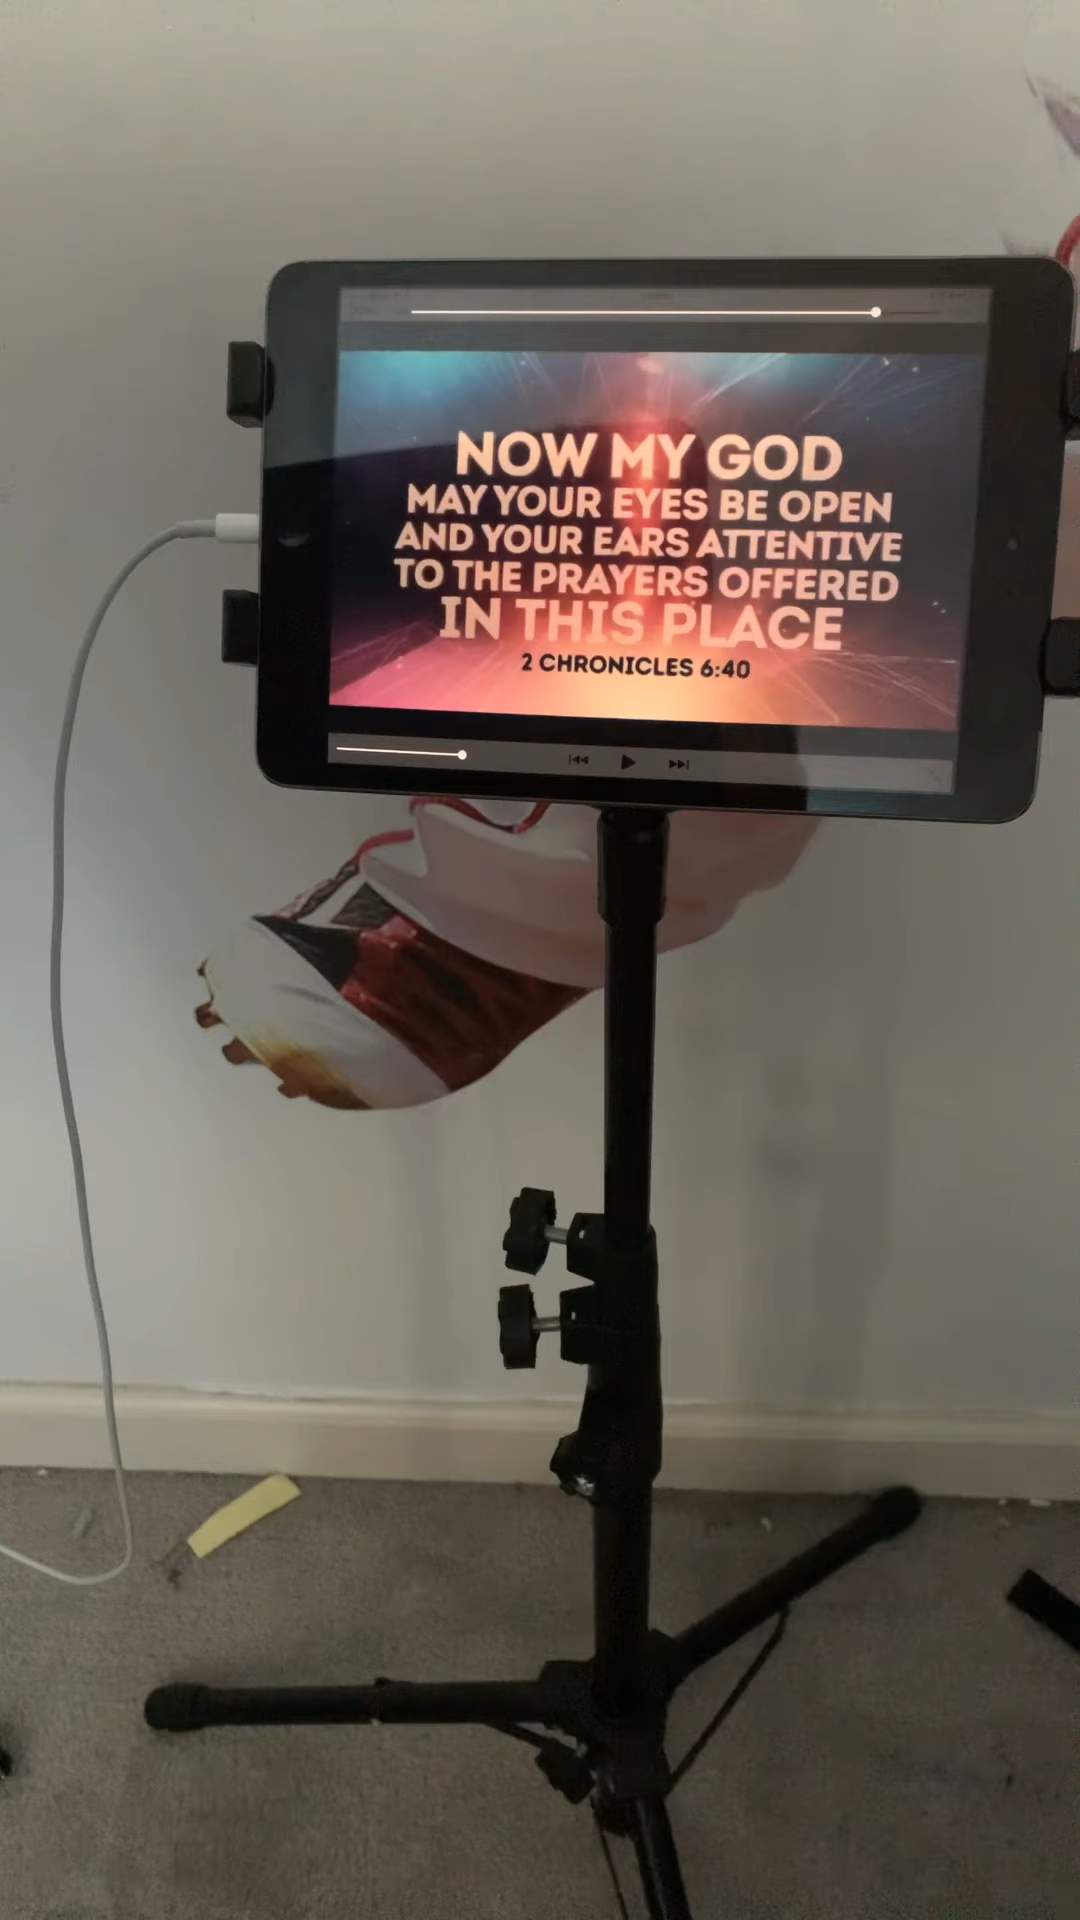 NOW MY GOD
MAY YOUR EYES BE OPEN
AND YOUR EARS ATTENTIVE
TO THE PRAYERS OFFERED
IN THIS PLACE
2 CHRONICLES 6:40